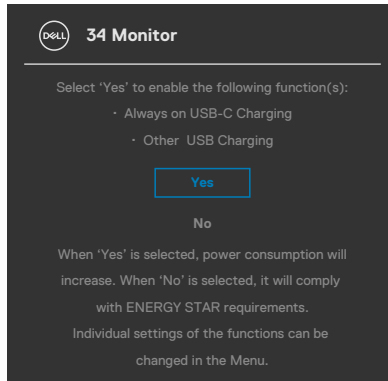 DELL
34 Monitor
Select ‘Yes’ to enable the following function(s):
· Always on USB-C Charging
· Other USB Charging
Yes
No
When ‘Yes’ is selected, power consumption will
increase. When ‘No’ is selected, it will comply
with ENERGY STAR requirements.
Individual settings of the functions can be
changed in the Menu.